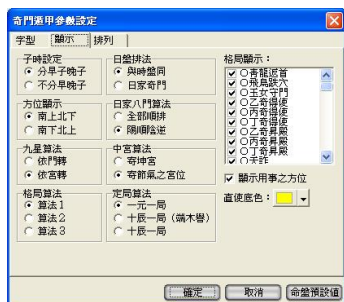 奇門遁甲參數設定
字型 顯示 排列
子時設定
分早子晚子
不分早晚子
方位顯示
南上北下
南下北上
九星算法
依門轉
依宮轉
格局算法
算法1
算法2
算法3
日盤排法
與時盤同
日家奇門
日家八門算法
全部順排
陽順陰逆
中宮算法
寄坤宮
寄節氣之宮位
定局算法
一元一局
十辰一局 (端木譽)
十辰一局
格局顯示：
○青龍返首
○飛鳥跌穴
○玉女守門
○乙奇得使
○丙奇得使
○丁奇得使
○乙奇昇殿
○丙奇昇殿
○丁奇昇殿
顯示用事之方位
直使底色：
確定 取消 命盤預設值